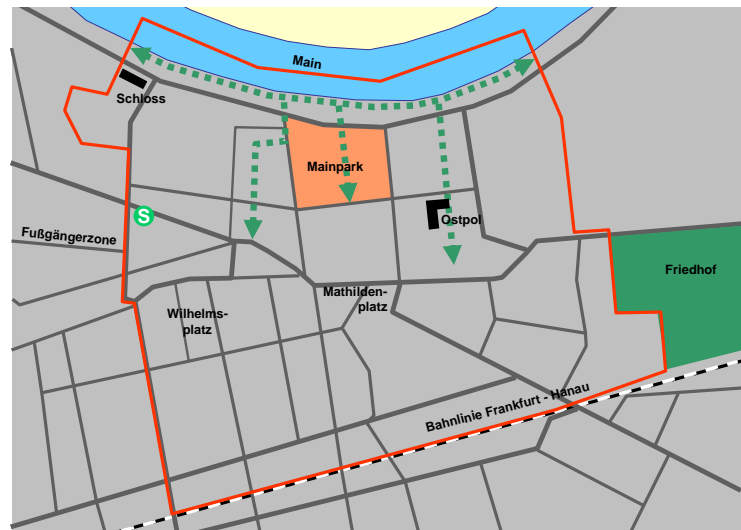 Main
Schloss
Mainpark
S
Ostpol
Fußgängerzone
Friedhof
Mathilden-
platz
Wilhelms-
platz
Bahnlinie Frankfurt - Hanau